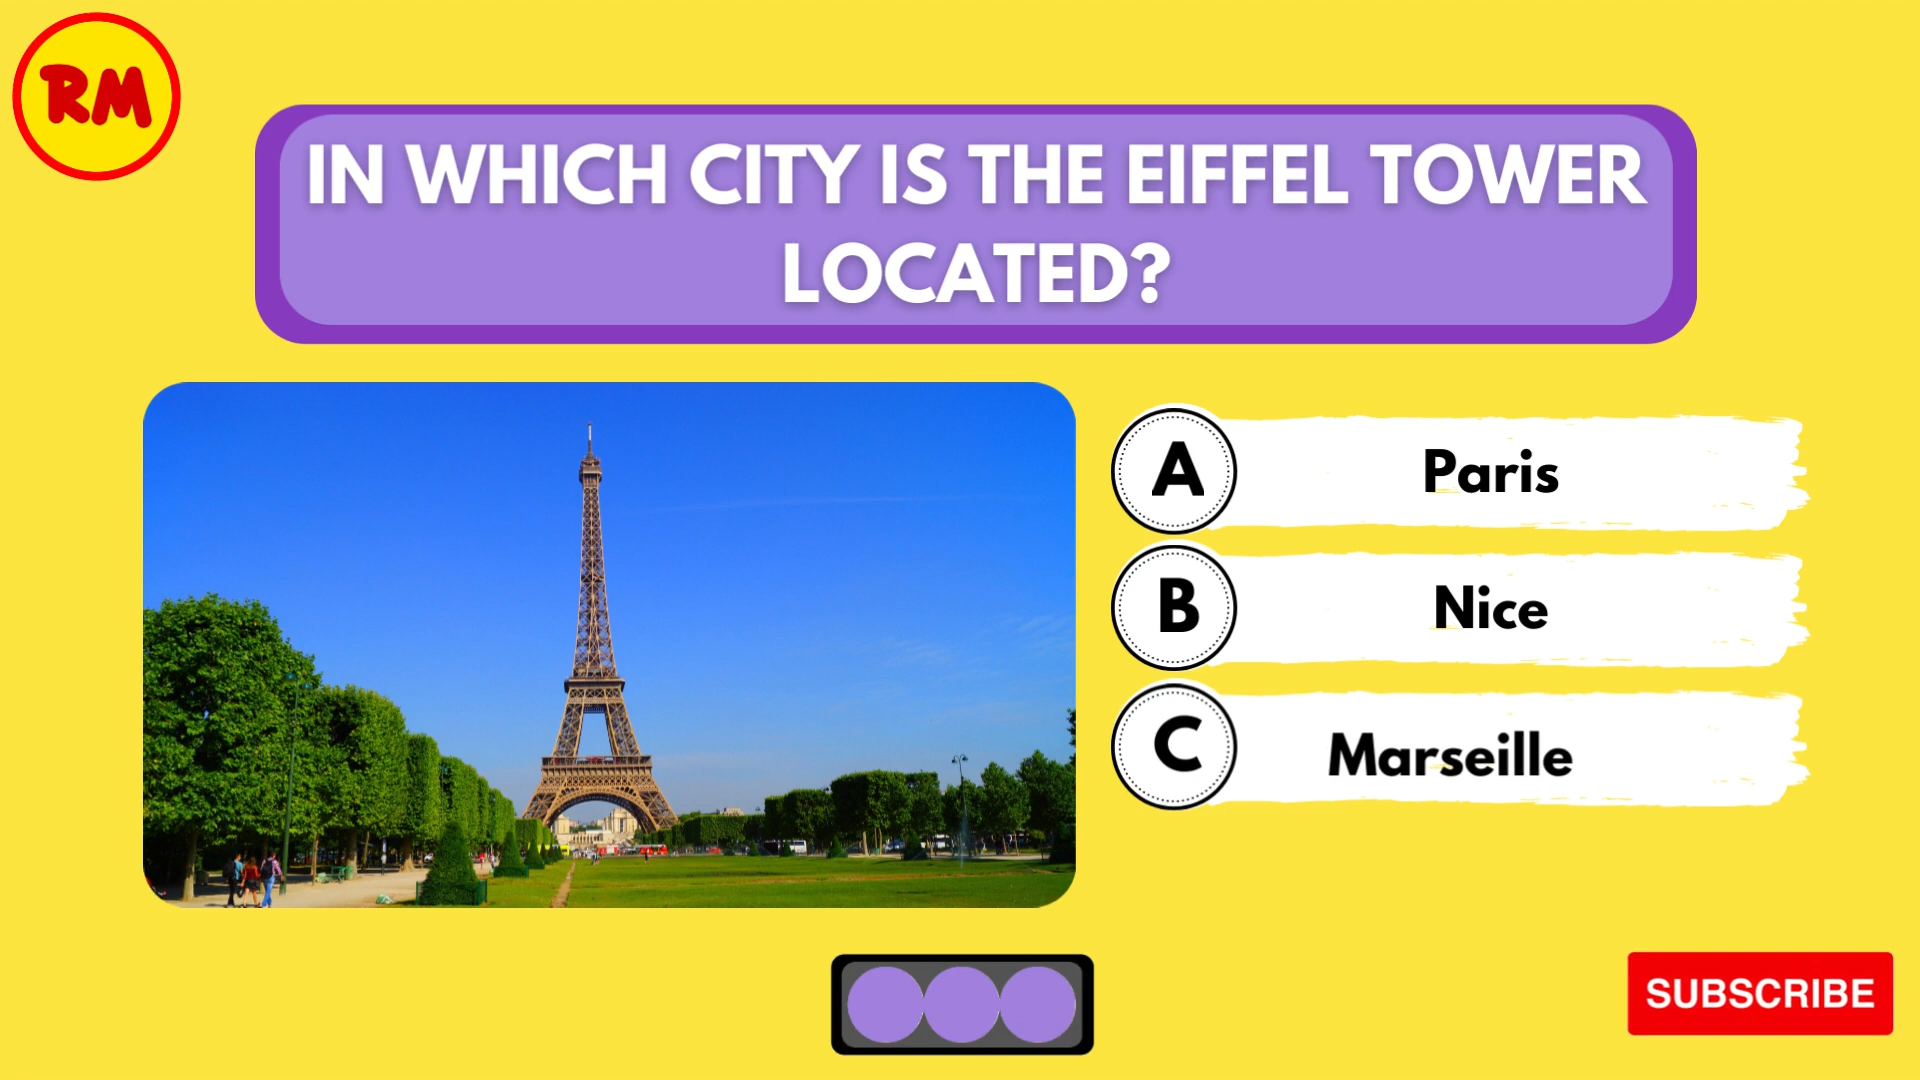 RM
IN WHICH CITY IS THE EIFFEL TOWER
LOCATED?
A Paris
B Nice
C Marseille
SUBSCRIBE